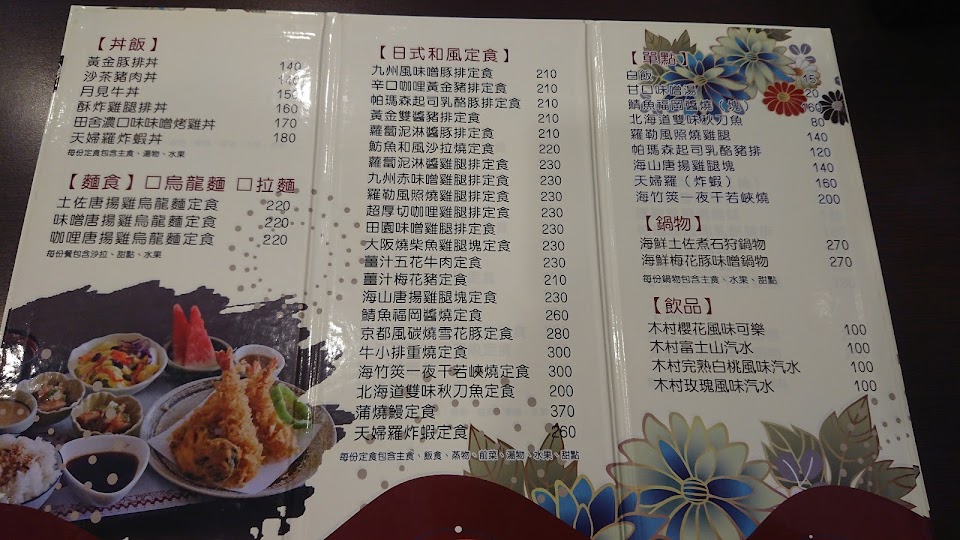 【丼飯】
黃金豚排丼 140
沙茶豬肉丼 140
月見牛丼 150
酥炸雞腿排丼 160
田舍濃口味味噌烤雞丼 170
天婦羅炸蝦丼 180
每份定食包含主食、湯物、水果
【麵食】□烏龍麵 □拉麵
土佐唐揚雞烏龍麵定食 220
味噌唐揚雞烏龍麵定食 220
咖哩唐揚雞烏龍麵定食 220
每份餐包含沙拉、甜點、水果
【日式和風定食】
九州風味噌豚排定食 210
辛口咖哩黃金豬排定食 210
帕瑪森起司乳酪豚排定食 210
黃金雙醬豬排定食 210
蘿蔔泥淋醬豚排定食 210
魴魚和風沙拉燒定食 220
蘿蔔泥淋醬雞腿排定食 230
九州赤味噌雞腿排定食 230
羅勒風照燒雞腿定食 230
超厚切咖哩雞腿排定食 230
田園味噌雞腿排定食 230
大阪燒柴魚雞腿塊定食 230
薑汁五花牛肉定食 230
薑汁梅花豬定食 210
海山唐揚雞腿塊定食 230
鯖魚福岡醬燒定食 260
京都風碳燒雪花豚定食 280
牛小排重燒定食 300
海竹筴一夜干若峽燒定食 300
北海道雙味秋刀魚定食 200
蒲燒鰻定食 370
天婦羅炸蝦定食 260
每份定食包含主食、飯食、蒸物、前菜、湯物、水果、甜點
【單點】
白飯 15
甘口味噌湯 20
鯖魚福岡醬燒（塊） 160
北海道雙味秋刀魚 80
羅勒風照燒雞腿 140
帕瑪森起司乳酪豬排 120
海山唐揚雞腿塊 140
天婦羅（炸蝦） 160
海竹筴一夜干若峽燒 200
【鍋物】
海鮮土佐煮石狩鍋物 270
海鮮梅花豚味噌鍋物 270
每份鍋物包含主食、水果、甜點
【飲品】
木村櫻花風味可樂 100
木村富士山汽水 100
木村完熟白桃風味汽水 100
木村玫瑰風味汽水 100